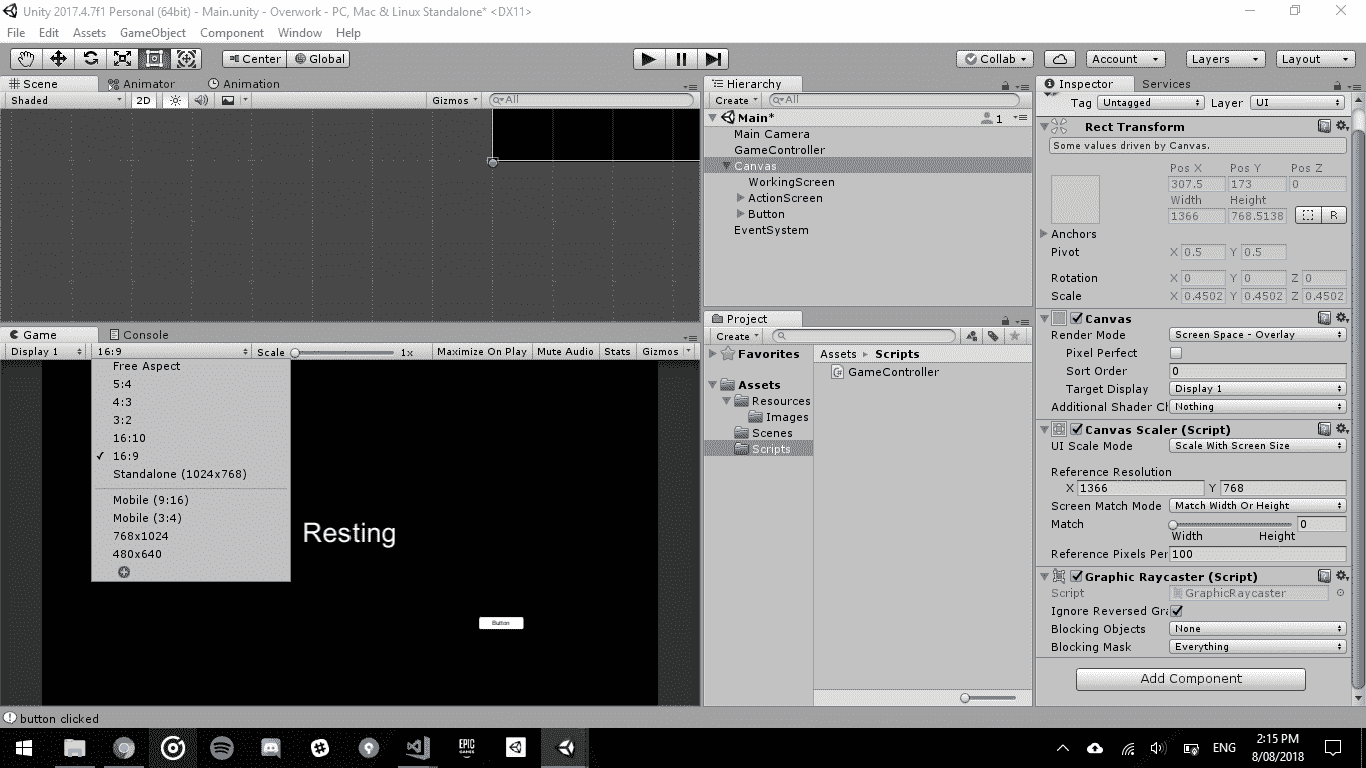 Unity 2017.4.7f1 Personal (64bit) - Main.unity - Overwork - PC, Mac & Linux Standalone* <DX11>
File Edit Assets GameObject Component Window Help
Center Global Collab Account Layers Layout
Scene Animator Animation
Shaded 2D Gizmos All
Hierarchy
Create All
Main* 1
Main Camera
GameController
Canvas
WorkingScreen
ActionScreen
Button
EventSystem
Inspector Services
Tag Untagged Layer UI
Rect Transform
Some values driven by Canvas.
Pos X Pos Y Pos Z
307.5 173 0
Width Height
1366 768.5138 R
Anchors
Pivot X 0.5 Y 0.5
Rotation X 0 Y 0 Z 0
Scale X 0.4502 Y 0.4502 Z 0.4502
Canvas
Render Mode Screen Space - Overlay
Pixel Perfect
Sort Order 0
Target Display Display 1
Additional Shader Ch Nothing
Canvas Scaler (Script)
UI Scale Mode Scale With Screen Size
Reference Resolution
X 1366 Y 768
Screen Match Mode Match Width Or Height
Match 0
Width Height
Reference Pixels Per 100
Graphic Raycaster (Script)
Script GraphicRaycaster
Ignore Reversed Gra
Blocking Objects None
Blocking Mask Everything
Add Component
Game Console
Display 1 16:9 Scale 1x Maximize On Play Mute Audio Stats Gizmos
Free Aspect
5:4
4:3
3:2
16:10
16:9
Standalone (1024x768)
Mobile (9:16)
Mobile (3:4)
768x1024
480x640
Resting
Button
Project
Create
Favorites
Assets
Resources
Images
Scenes
Scripts
Assets Scripts
GameController
button clicked
EPIC GAMES
ENG
2:15 PM
8/08/2018